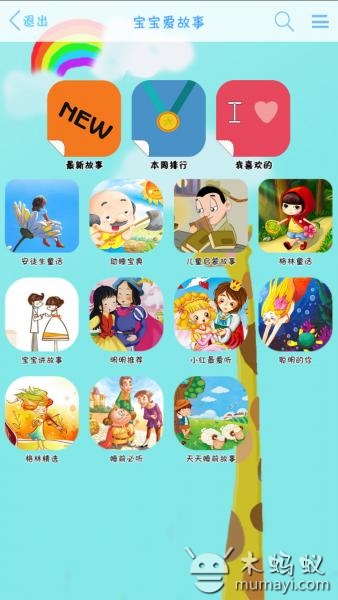 退出
宝宝爱故事
NEW
I
最新故事
本周排行
我喜欢的
安徒生童话
助睡宝典
儿童启蒙故事
格林童话
宝宝讲故事
明明推荐
小红最爱听
聪明的你
格林精选
睡前必听
天天睡前故事
木蚂蚁
mumayi.com